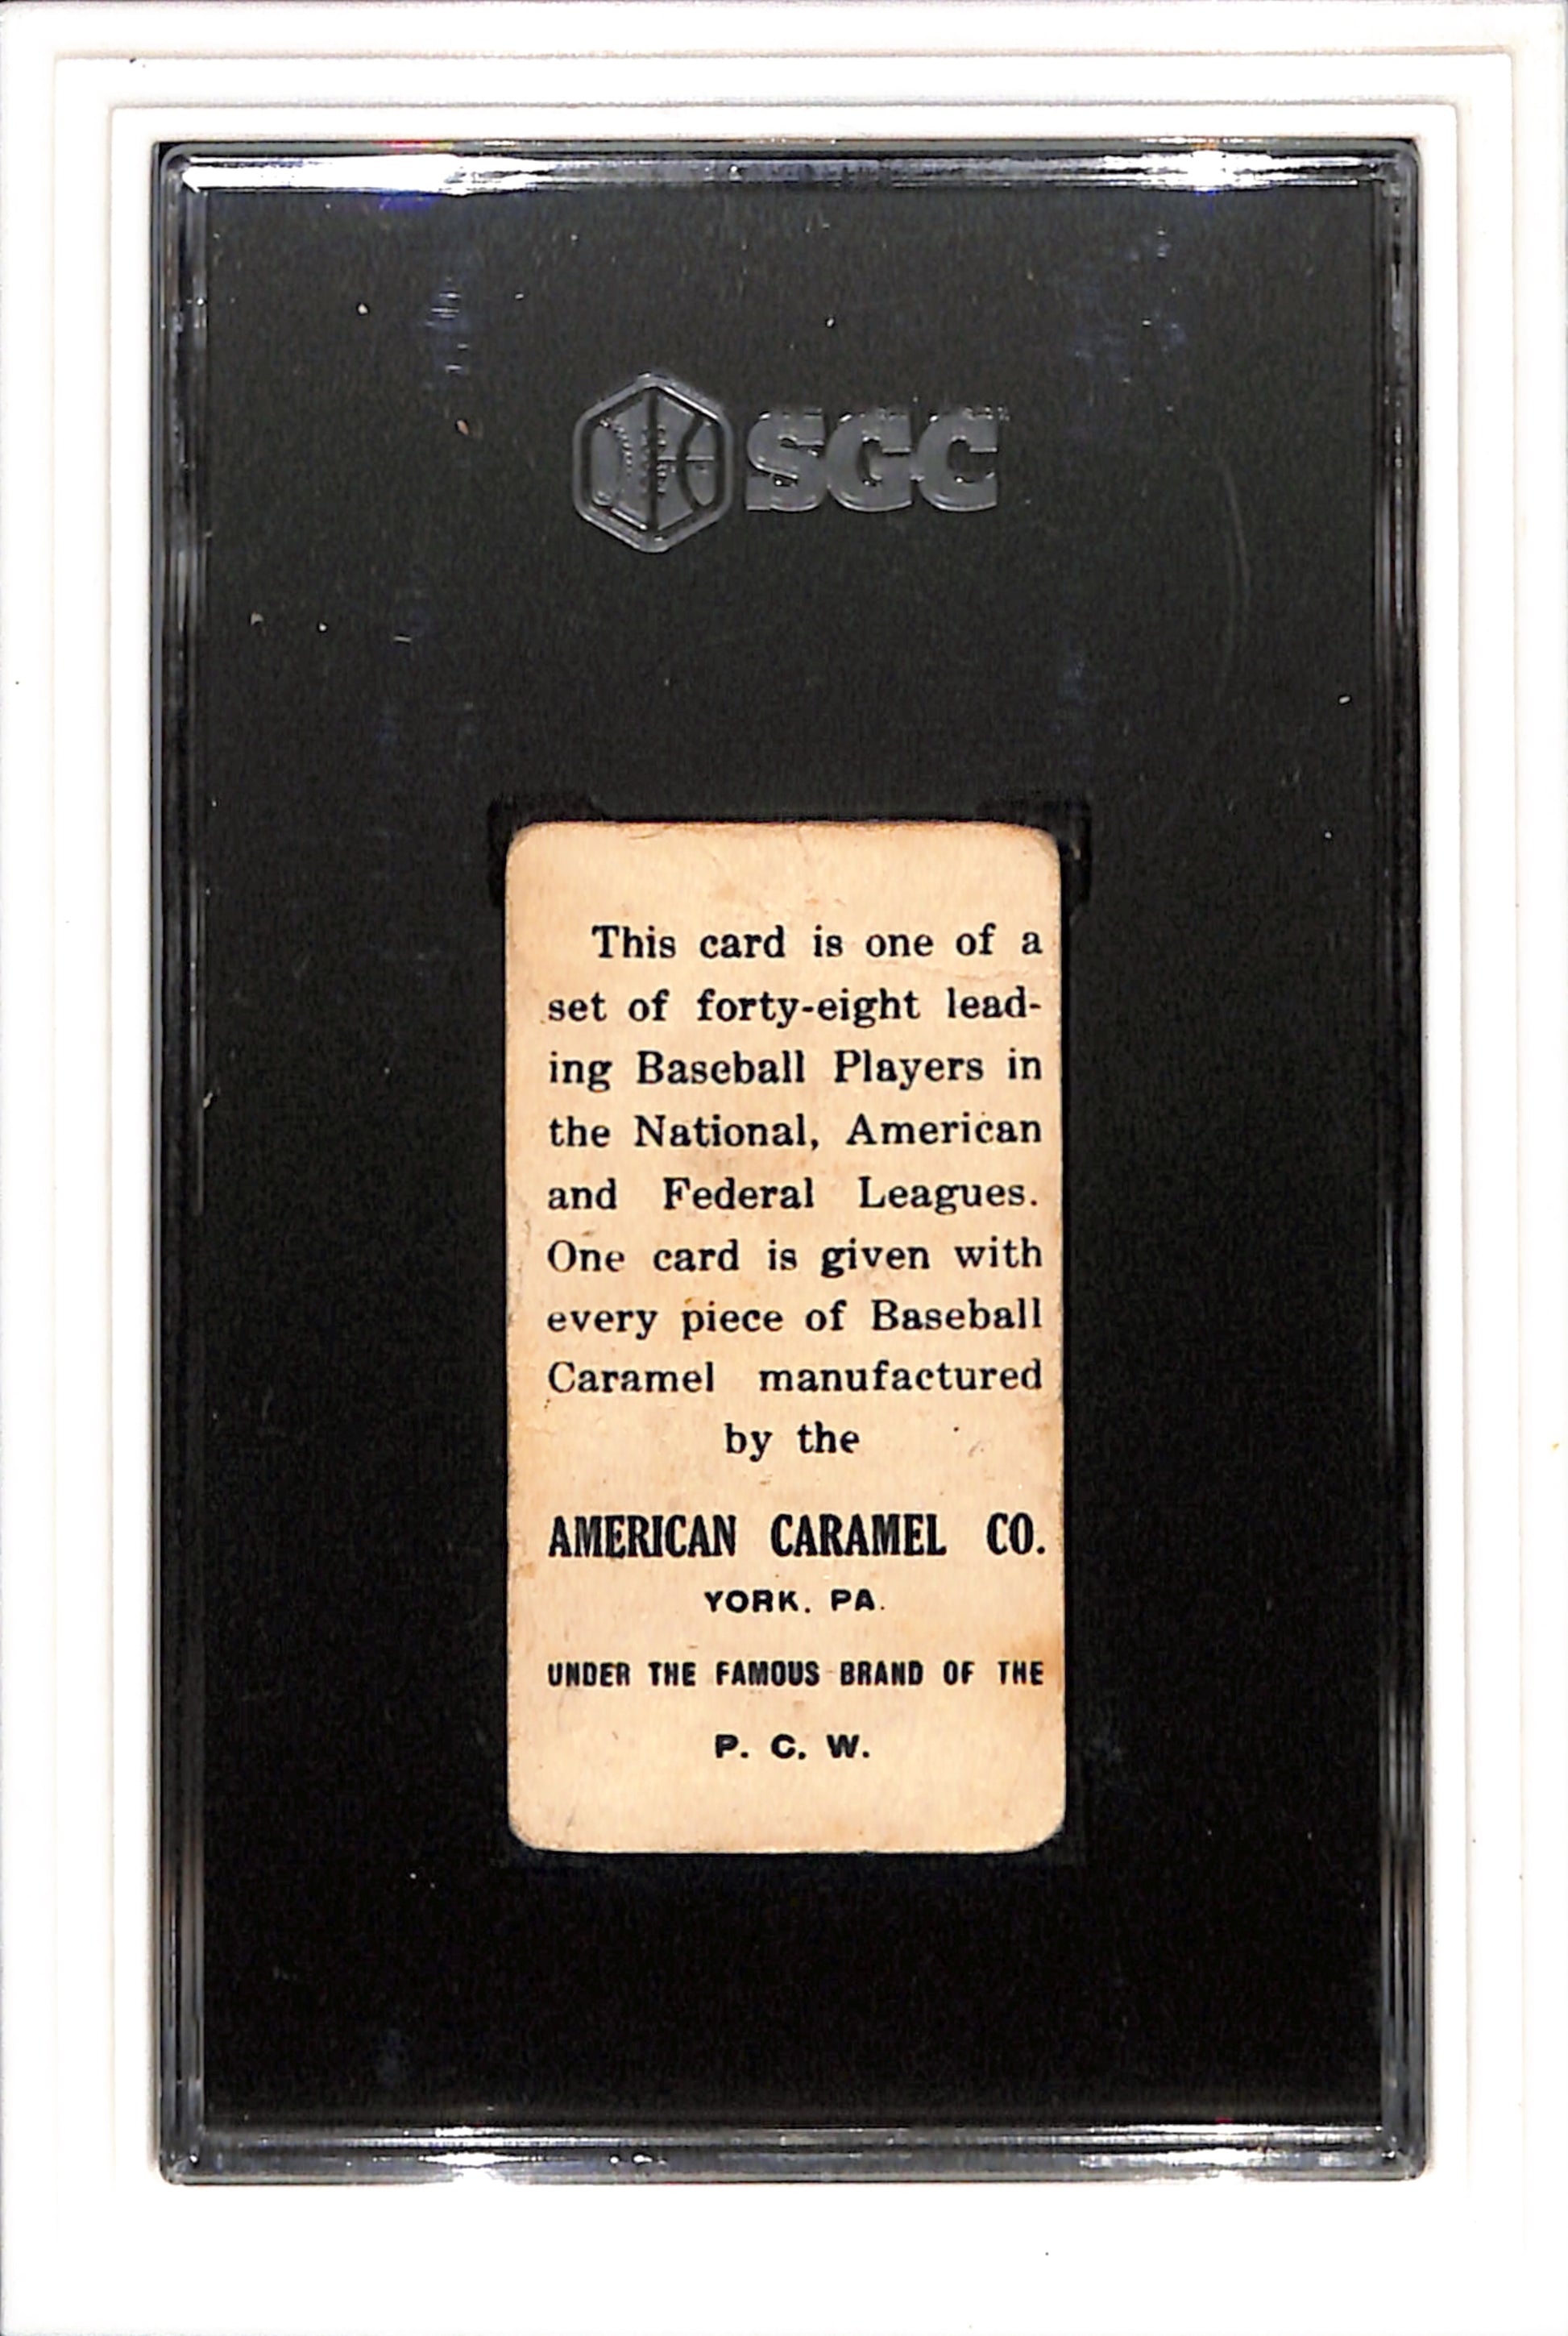 SGC
This card is one of a
set of forty-eight lead-
ing Baseball Players in
the National, American
and Federal Leagues.
One card is given with
every piece of Baseball
Caramel manufactured
by the
AMERICAN CARAMEL CO.
YORK. PA.
UNDER THE FAMOUS BRAND OF THE
P. C. W.